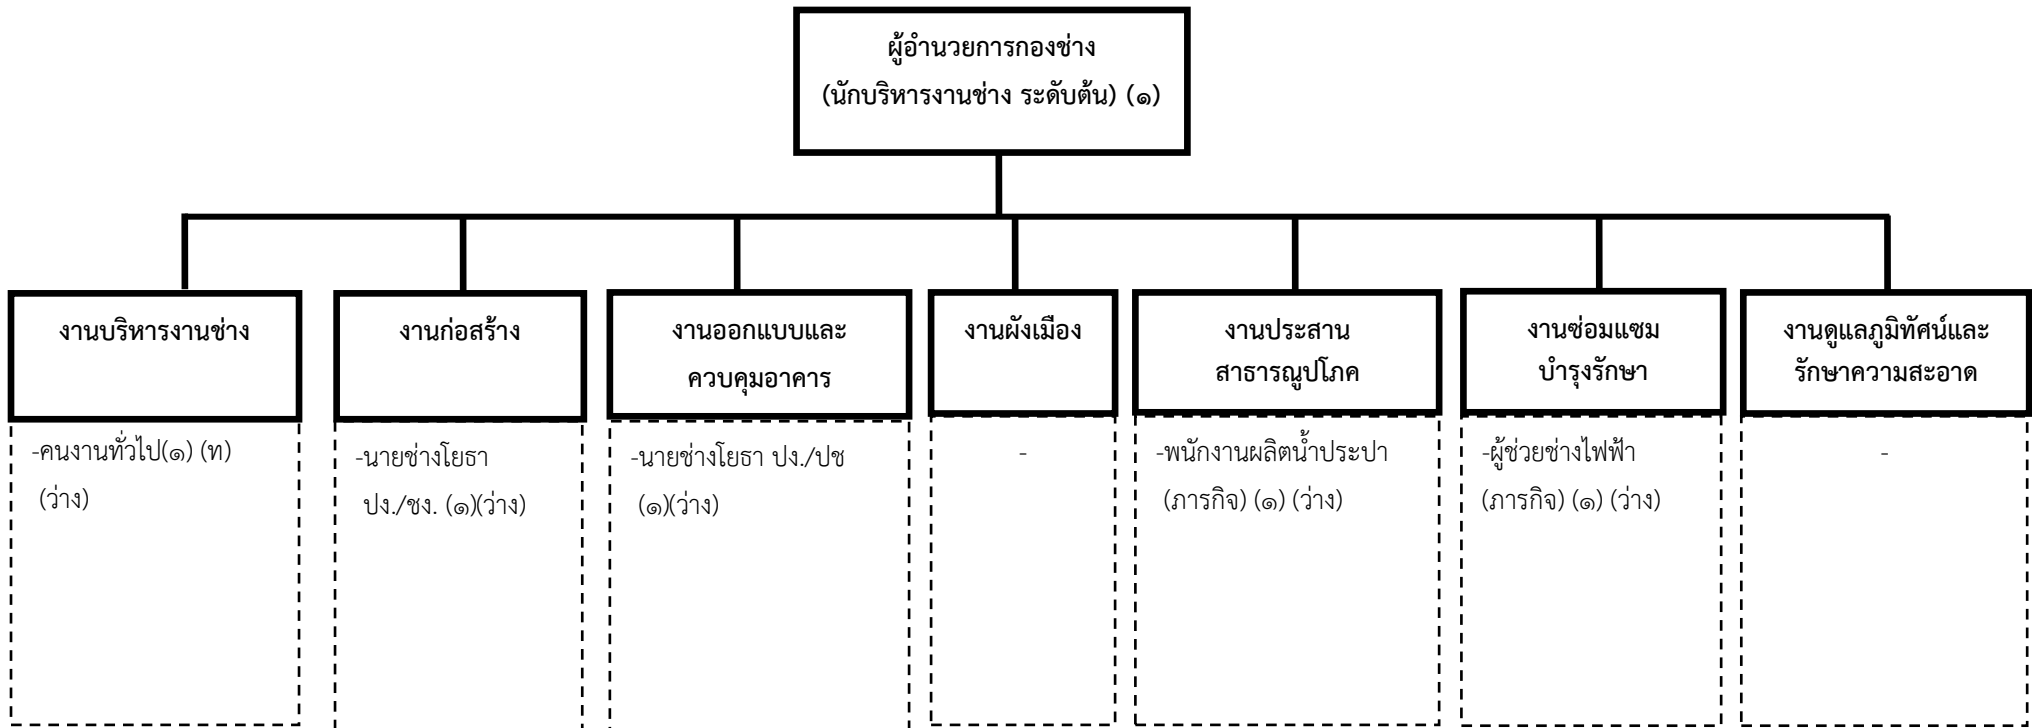 ผู้อำนวยการกองช่าง
(นักบริหารงานช่าง ระดับต้น) (๑)
งานบริหารงานช่าง
-คนงานทั่วไป(๑) (ท)
(ว่าง)
งานก่อสร้าง
-นายช่างโยธา
ปง./ชง. (๑)(ว่าง)
งานออกแบบและ
ควบคุมอาคาร
-นายช่างโยธา ปง./ปช
(๑)(ว่าง)
งานผังเมือง
-
งานประสาน
สาธารณูปโภค
-พนักงานผลิตน้ำประปา
(ภารกิจ) (๑) (ว่าง)
งานซ่อมแซม
บำรุงรักษา
-ผู้ช่วยช่างไฟฟ้า
(ภารกิจ) (๑) (ว่าง)
งานดูแลภูมิทัศน์และ
รักษาความสะอาด
-